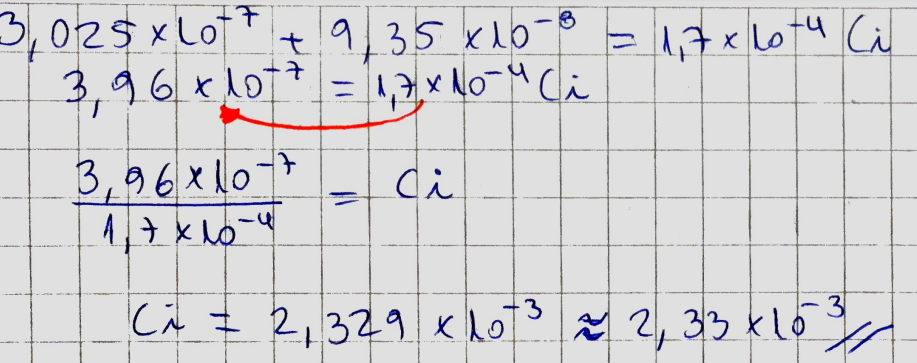 3,025×10⁻⁷ + 9,35 ×10⁻⁸ = 1,7×10⁻⁴ Ci
3,96 ×10⁻⁷ = 1,7×10⁻⁴ Ci
3,96×10⁻⁷ = Ci
1,7×10⁻⁴
Ci = 2,329 ×10⁻³ ≈ 2,33×10⁻³